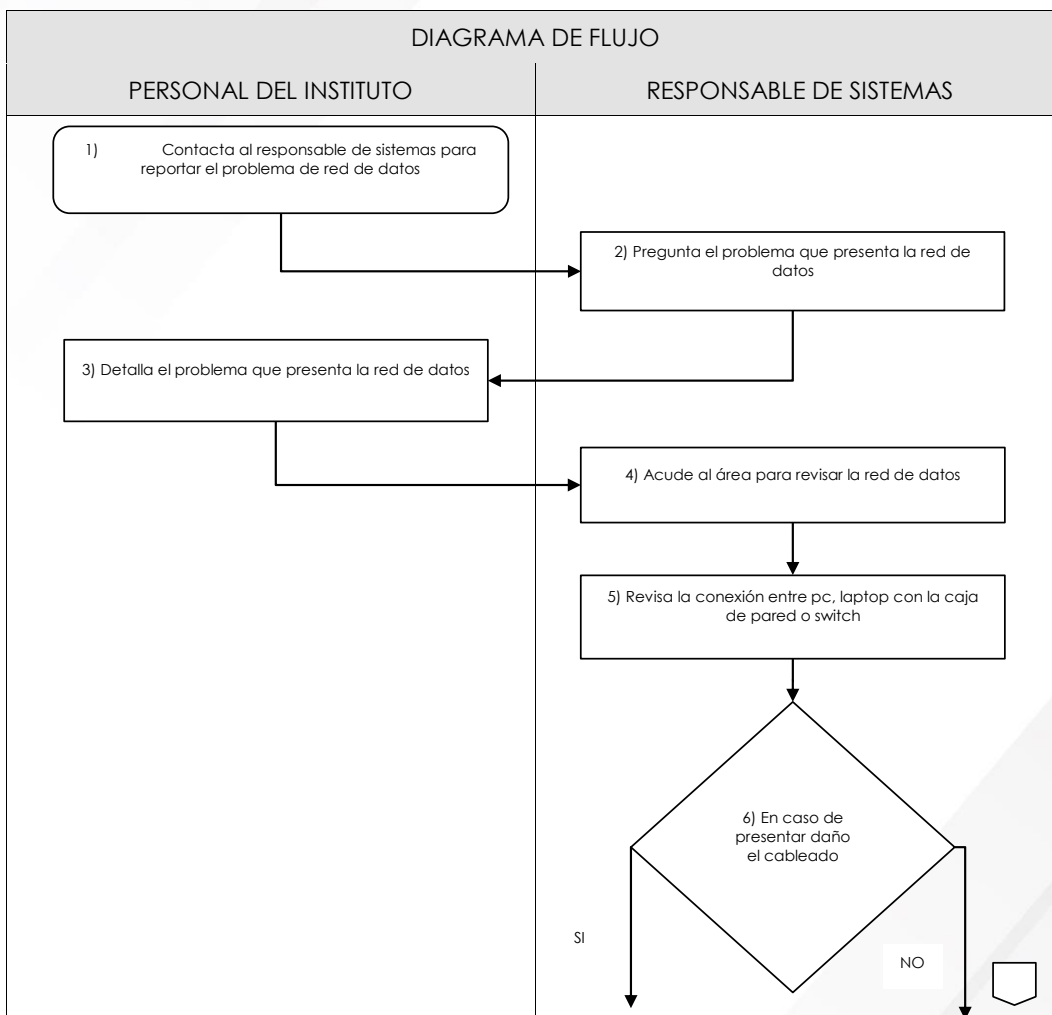 DIAGRAMA DE FLUJO
PERSONAL DEL INSTITUTO
RESPONSABLE DE SISTEMAS
1) Contacta al responsable de sistemas para
reportar el problema de red de datos
2) Pregunta el problema que presenta la red de
datos
3) Detalla el problema que presenta la red de datos
4) Acude al área para revisar la red de datos
5) Revisa la conexión entre pc, laptop con la caja
de pared o switch
6) En caso de
presentar daño
el cableado
SI
NO